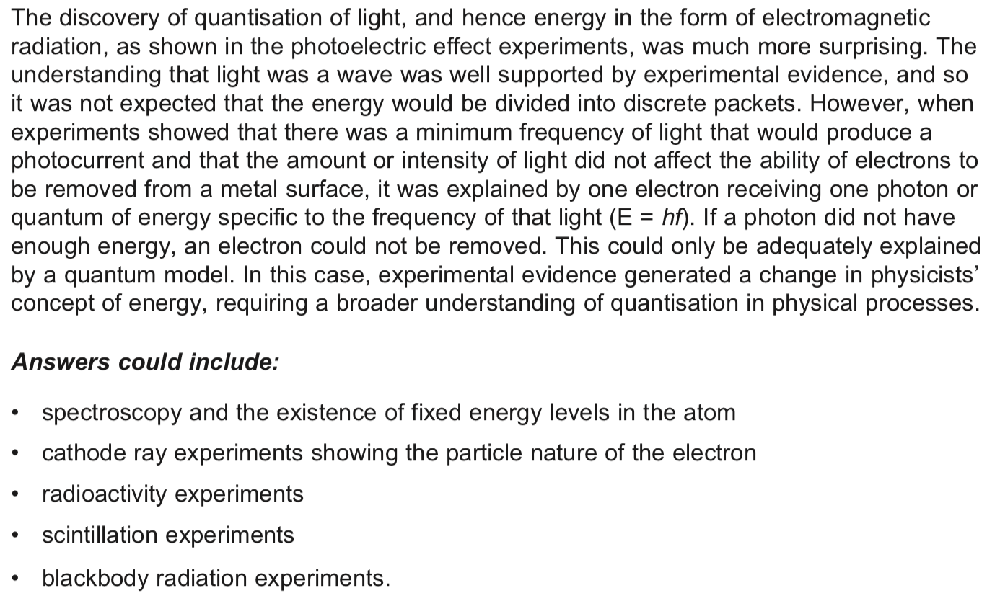 The discovery of quantisation of light, and hence energy in the form of electromagnetic
radiation, as shown in the photoelectric effect experiments, was much more surprising. The
understanding that light was a wave was well supported by experimental evidence, and so
it was not expected that the energy would be divided into discrete packets. However, when
experiments showed that there was a minimum frequency of light that would produce a
photocurrent and that the amount or intensity of light did not affect the ability of electrons to
be removed from a metal surface, it was explained by one electron receiving one photon or
quantum of energy specific to the frequency of that light (E = hf). If a photon did not have
enough energy, an electron could not be removed. This could only be adequately explained
by a quantum model. In this case, experimental evidence generated a change in physicists’
concept of energy, requiring a broader understanding of quantisation in physical processes.
Answers could include:
• spectroscopy and the existence of fixed energy levels in the atom
• cathode ray experiments showing the particle nature of the electron
• radioactivity experiments
• scintillation experiments
• blackbody radiation experiments.